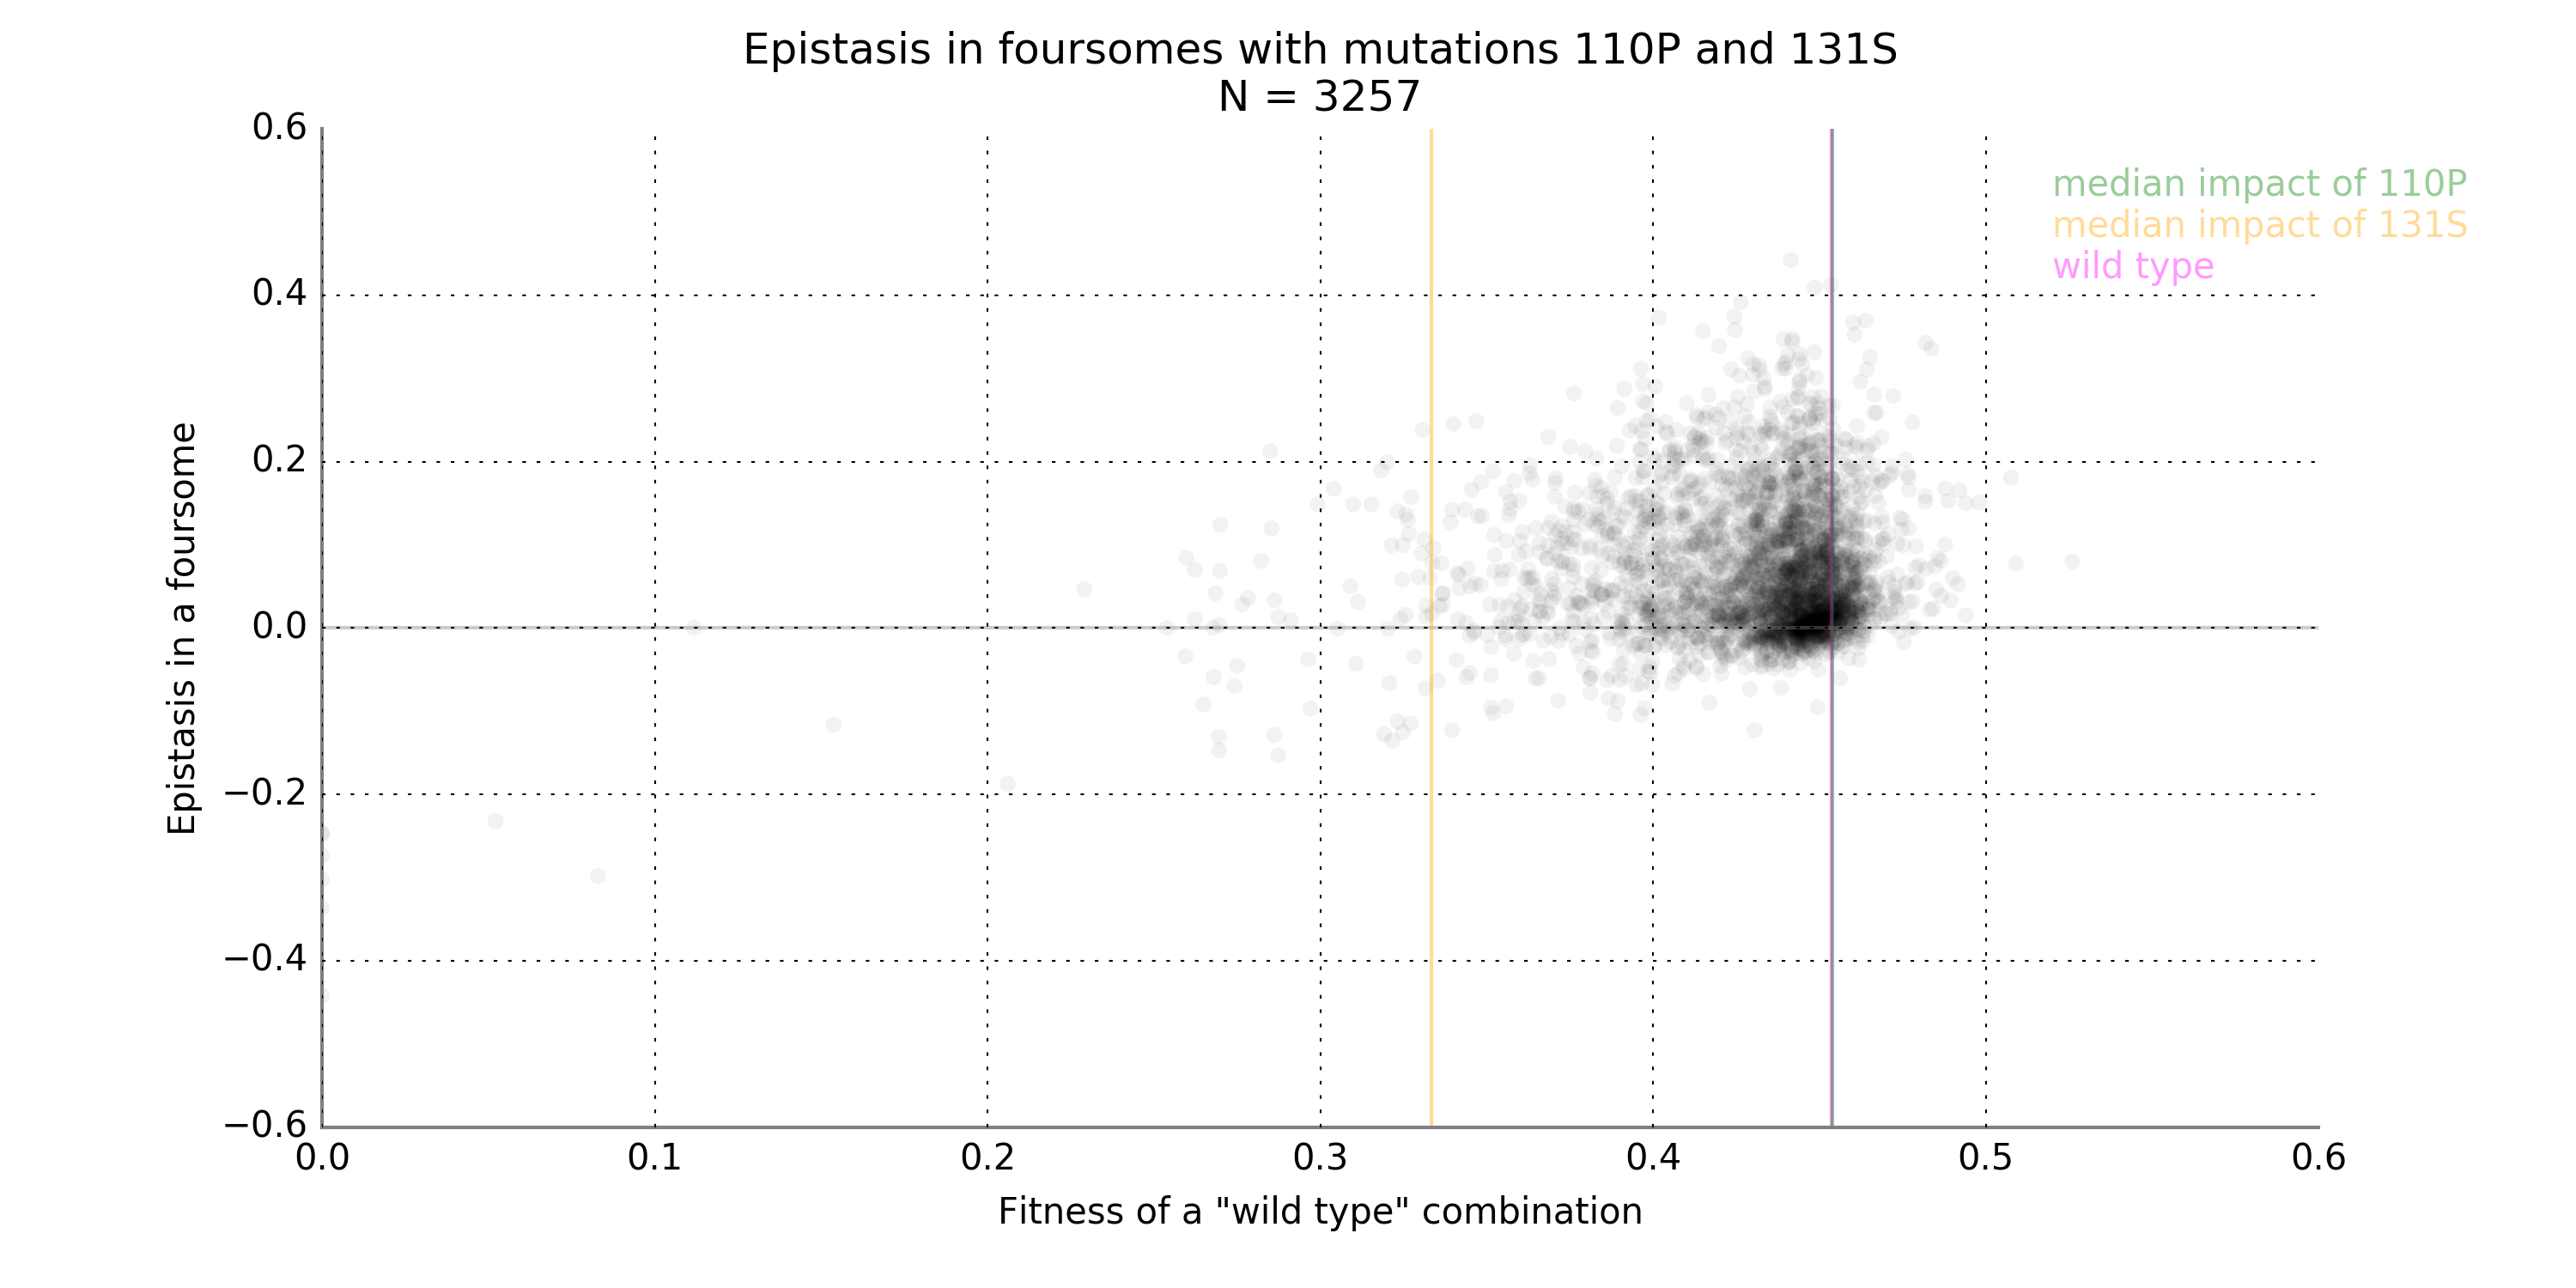 Epistasis in foursomes with mutations 110P and 131S
N = 3257
median impact of 110P
median impact of 131S
wild type
Epistasis in a foursome
0.6
0.4
0.2
0.0
−0.2
−0.4
−0.6
0.0 0.1 0.2 0.3 0.4 0.5 0.6
Fitness of a "wild type" combination